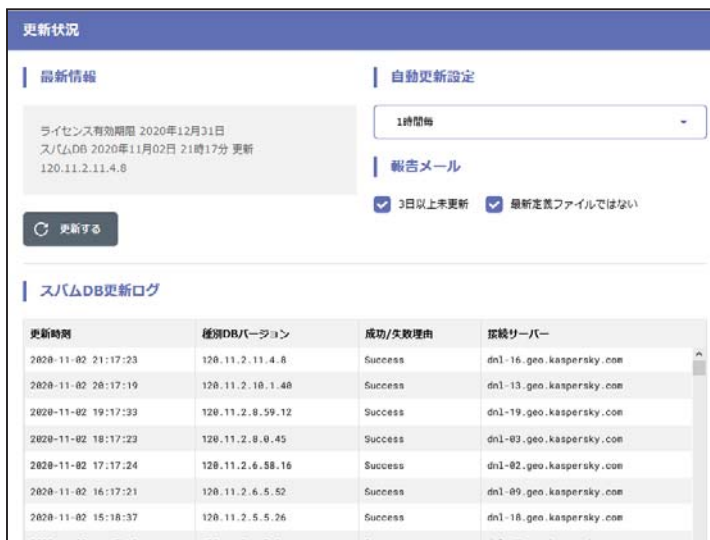 更新状況
最新情報
ライセンス有効期限 2020年12月31日
スパムDB 2020年11月02日 21時17分 更新
120.11.2.11.4.8
更新する
自動更新設定
1時間毎
報告メール
3日以上未更新 最新定義ファイルではない
スパムDB更新ログ
更新時刻 種別DBバージョン 成功/失敗理由 接続サーバー
2020-11-02 21:17:23 120.11.2.11.4.8 Success dnl-16.geo.kaspersky.com
2020-11-02 20:17:19 120.11.2.10.1.40 Success dnl-13.geo.kaspersky.com
2020-11-02 19:17:33 120.11.2.8.59.12 Success dnl-19.geo.kaspersky.com
2020-11-02 18:17:23 120.11.2.8.0.45 Success dnl-03.geo.kaspersky.com
2020-11-02 17:17:24 120.11.2.6.58.16 Success dnl-02.geo.kaspersky.com
2020-11-02 16:17:21 120.11.2.6.5.52 Success dnl-09.geo.kaspersky.com
2020-11-02 15:18:37 120.11.2.5.5.26 Success dnl-18.geo.kaspersky.com